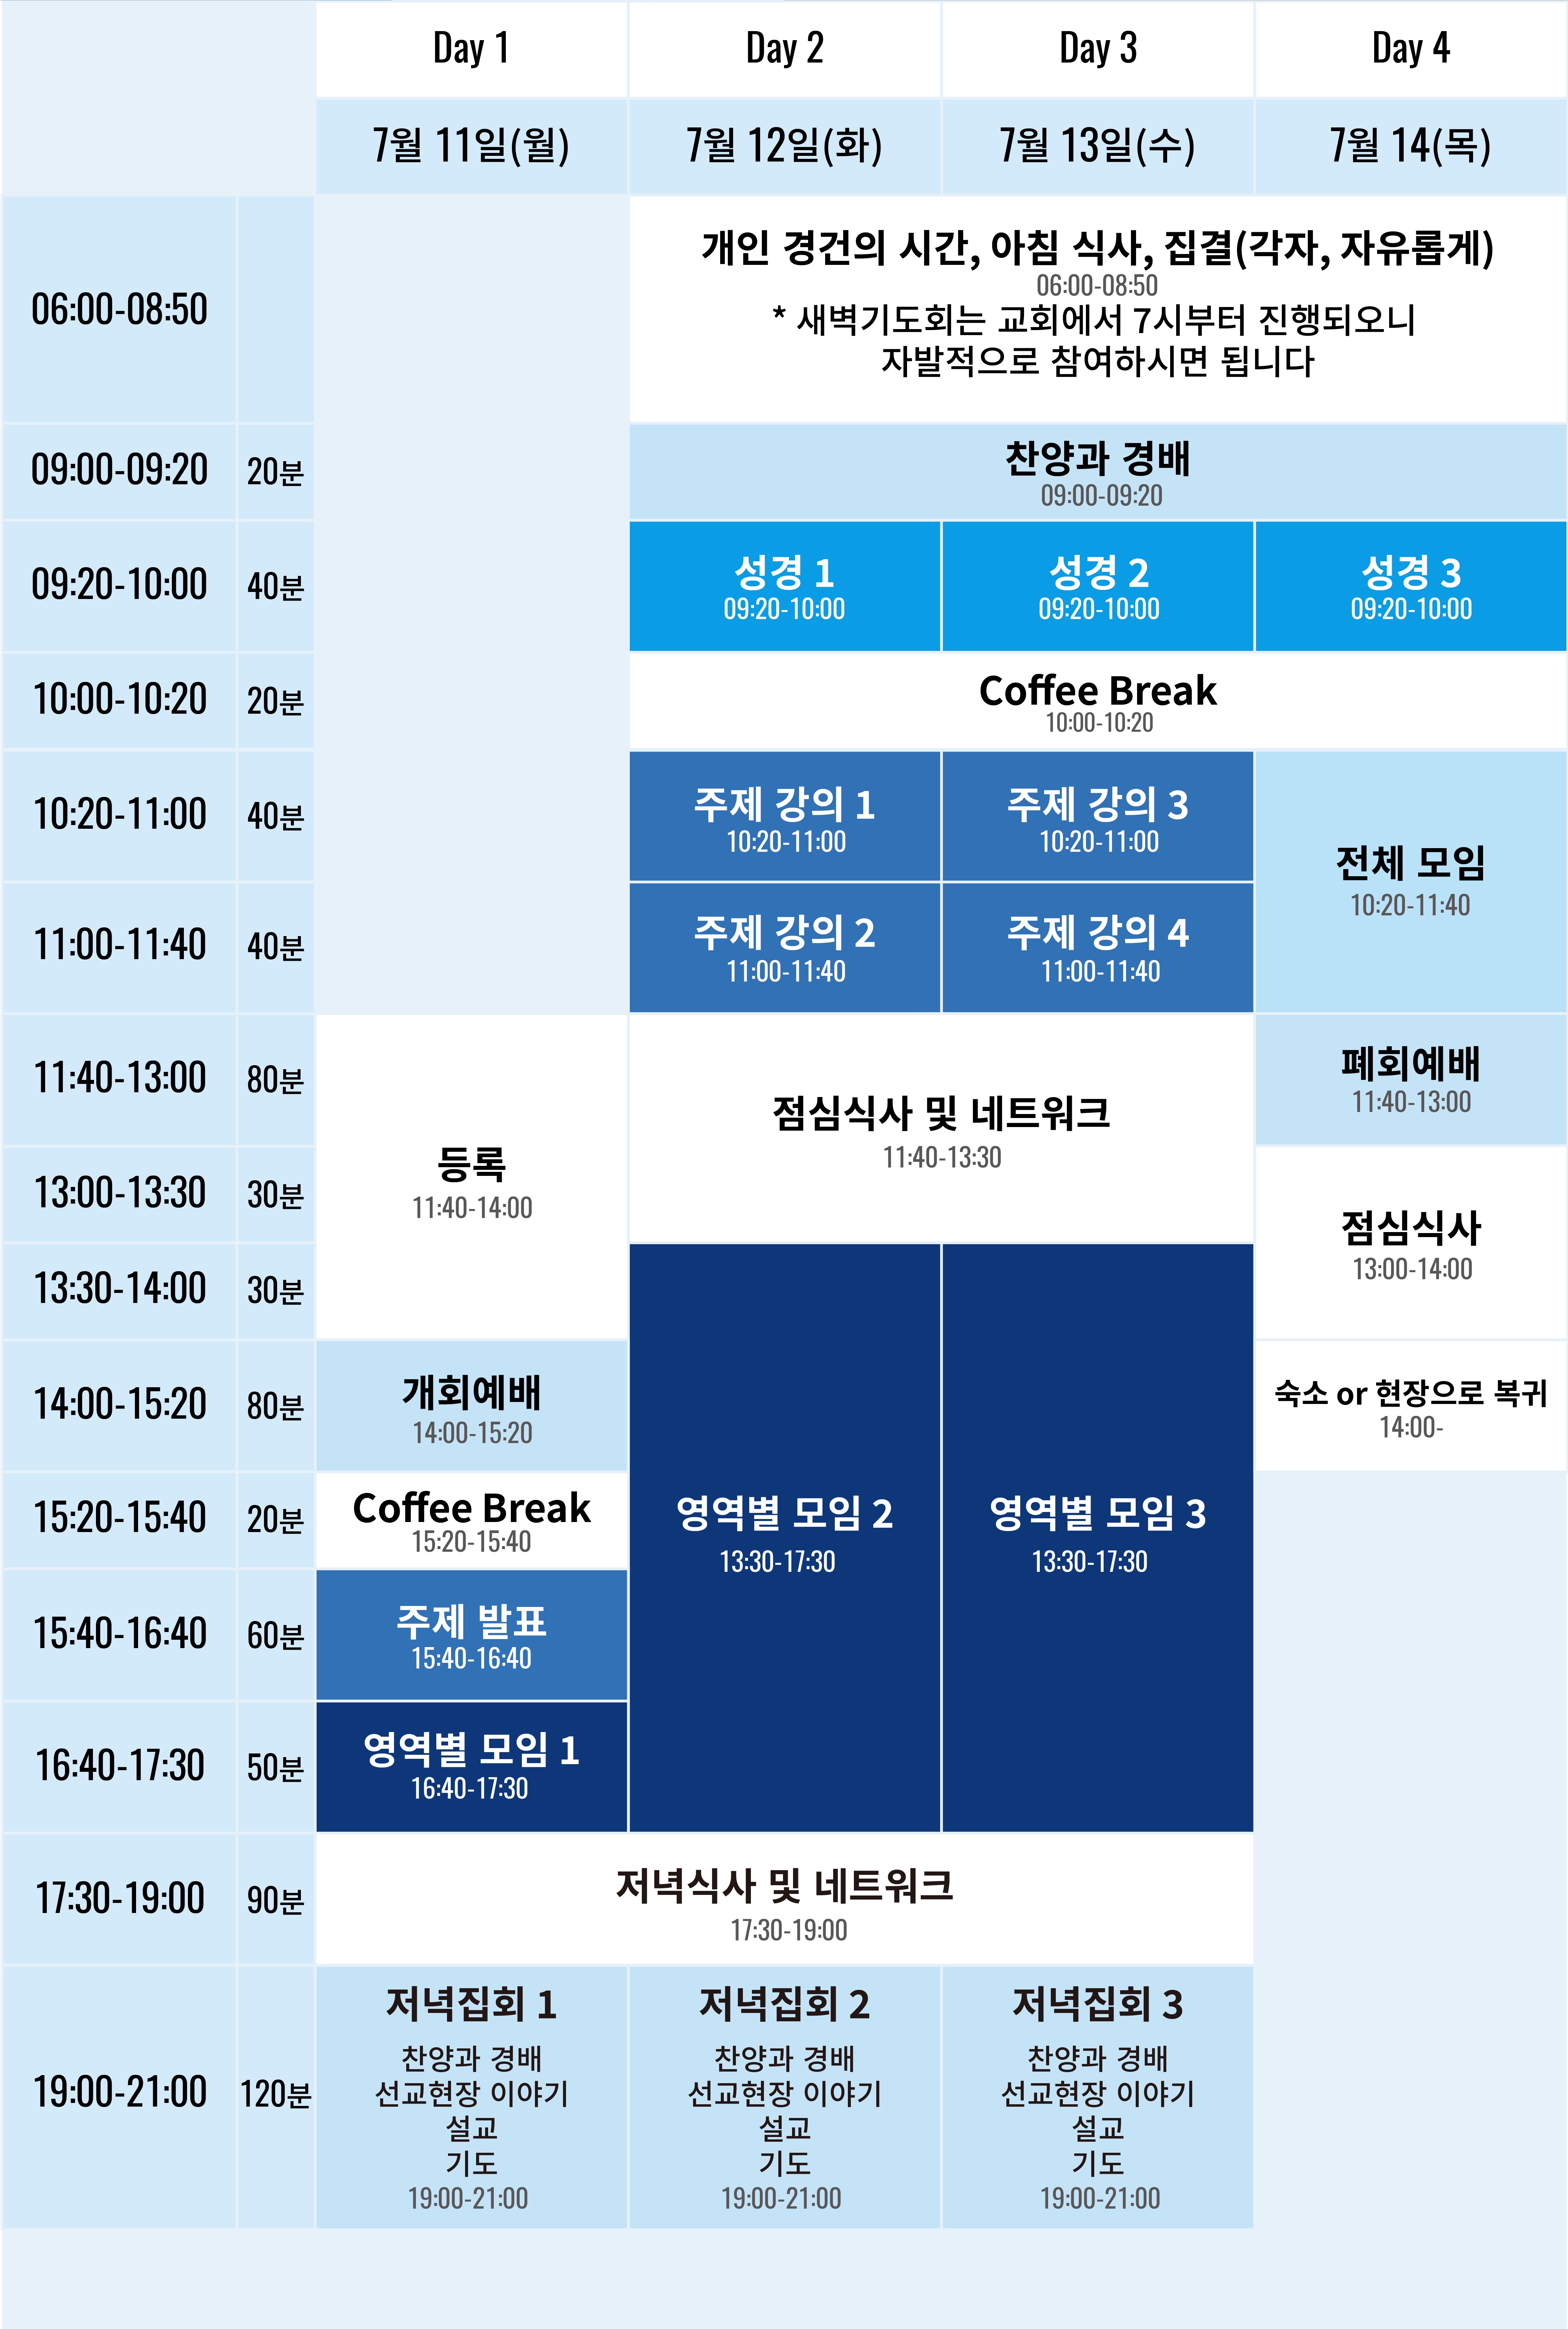 Day 1
Day 2
Day 3
Day 4
7월 11일(월)
7월 12일(화)
7월 13일(수)
7월 14(목)
06:00-08:50
개인 경건의 시간, 아침 식사, 집결(각자, 자유롭게)
06:00-08:50
* 새벽기도회는 교회에서 7시부터 진행되오니
자발적으로 참여하시면 됩니다
09:00-09:20
20분
찬양과 경배
09:00-09:20
09:20-10:00
40분
성경 1
09:20-10:00
성경 2
09:20-10:00
성경 3
09:20-10:00
10:00-10:20
20분
Coffee Break
10:00-10:20
10:20-11:00
40분
주제 강의 1
10:20-11:00
주제 강의 3
10:20-11:00
전체 모임
10:20-11:40
11:00-11:40
40분
주제 강의 2
11:00-11:40
주제 강의 4
11:00-11:40
11:40-13:00
80분
등록
11:40-14:00
점심식사 및 네트워크
11:40-13:30
폐회예배
11:40-13:00
13:00-13:30
30분
점심식사
13:00-14:00
13:30-14:00
30분
영역별 모임 2
13:30-17:30
영역별 모임 3
13:30-17:30
14:00-15:20
80분
개회예배
14:00-15:20
숙소 or 현장으로 복귀
14:00-
15:20-15:40
20분
Coffee Break
15:20-15:40
15:40-16:40
60분
주제 발표
15:40-16:40
16:40-17:30
50분
영역별 모임 1
16:40-17:30
17:30-19:00
90분
저녁식사 및 네트워크
17:30-19:00
19:00-21:00
120분
저녁집회 1
찬양과 경배
선교현장 이야기
설교
기도
19:00-21:00
저녁집회 2
찬양과 경배
선교현장 이야기
설교
기도
19:00-21:00
저녁집회 3
찬양과 경배
선교현장 이야기
설교
기도
19:00-21:00